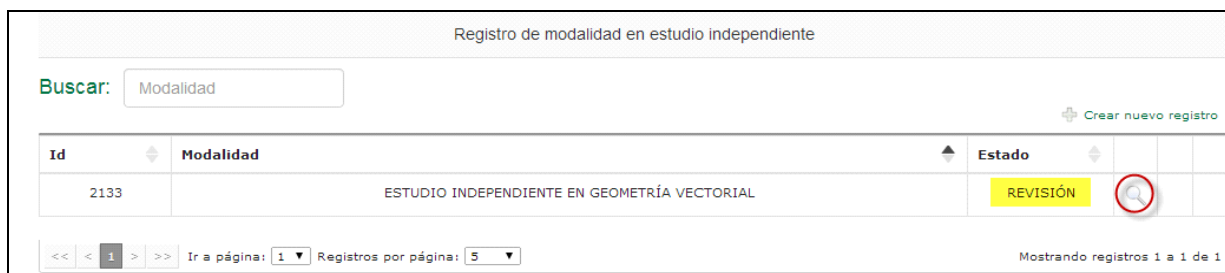 Registro de modalidad en estudio independiente
Buscar: Modalidad
Crear nuevo registro
Id Modalidad Estado
2133 ESTUDIO INDEPENDIENTE EN GEOMETRÍA VECTORIAL REVISIÓN
<< < 1 > >> Ir a página: 1 Registros por página: 5 Mostrando registros 1 a 1 de 1